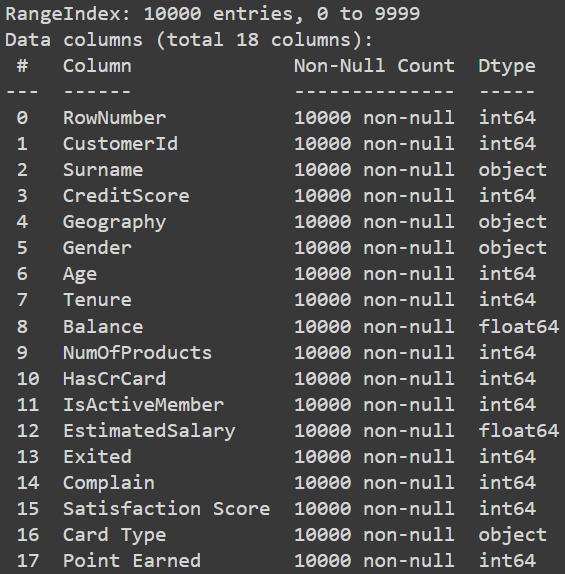 RangeIndex: 10000 entries, 0 to 9999
Data columns (total 18 columns):
 #   Column              Non-Null Count  Dtype
---  ------              --------------  -----
 0   RowNumber           10000 non-null  int64
 1   CustomerId          10000 non-null  int64
 2   Surname             10000 non-null  object
 3   CreditScore         10000 non-null  int64
 4   Geography           10000 non-null  object
 5   Gender              10000 non-null  object
 6   Age                 10000 non-null  int64
 7   Tenure              10000 non-null  int64
 8   Balance             10000 non-null  float64
 9   NumOfProducts       10000 non-null  int64
 10  HasCrCard           10000 non-null  int64
 11  IsActiveMember      10000 non-null  int64
 12  EstimatedSalary     10000 non-null  float64
 13  Exited              10000 non-null  int64
 14  Complain            10000 non-null  int64
 15  Satisfaction Score  10000 non-null  int64
 16  Card Type           10000 non-null  object
 17  Point Earned        10000 non-null  int64